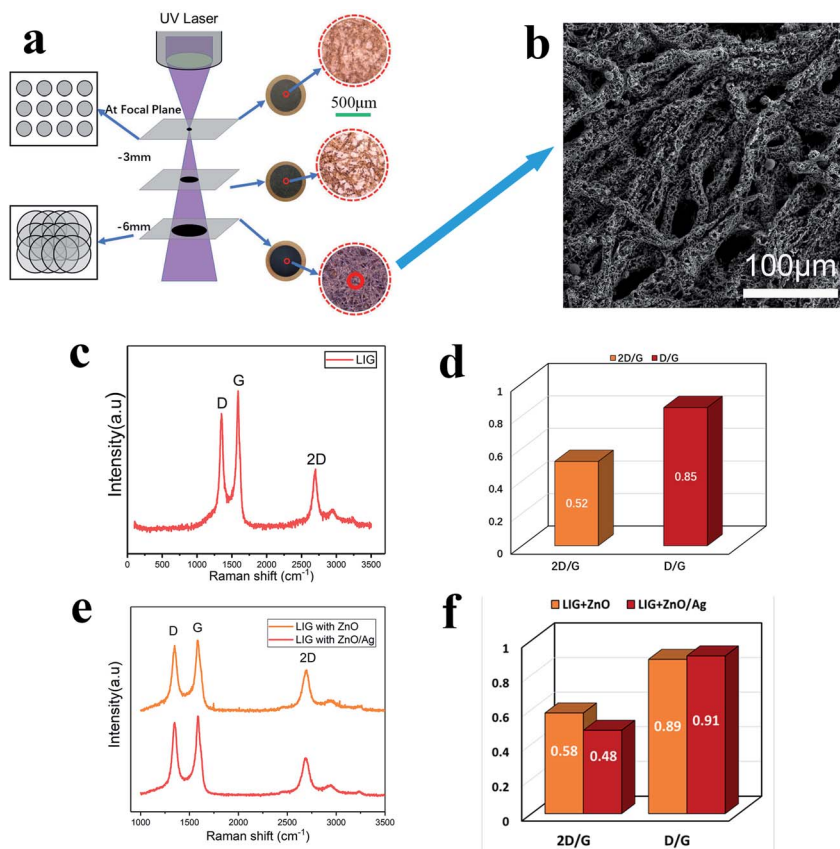 a
UV Laser
At Focal Plane
-3mm
-6mm
500μm
b
100μm
c
LIG
D
G
2D
Intensity(a.u)
0 500 1000 1500 2000 2500 3000 3500
Raman shift (cm⁻¹)
d
2D/G D/G
1
0.8
0.6
0.4
0.2
0
0.52
0.85
2D/G D/G
e
LIG with ZnO
LIG with ZnO/Ag
D
G
2D
Intensity(a.u)
1000 1500 2000 2500 3000 3500
Raman shift (cm⁻¹)
f
LIG+ZnO LIG+ZnO/Ag
1
0.8
0.6
0.4
0.2
0
0.58
0.48
0.89
0.91
2D/G D/G